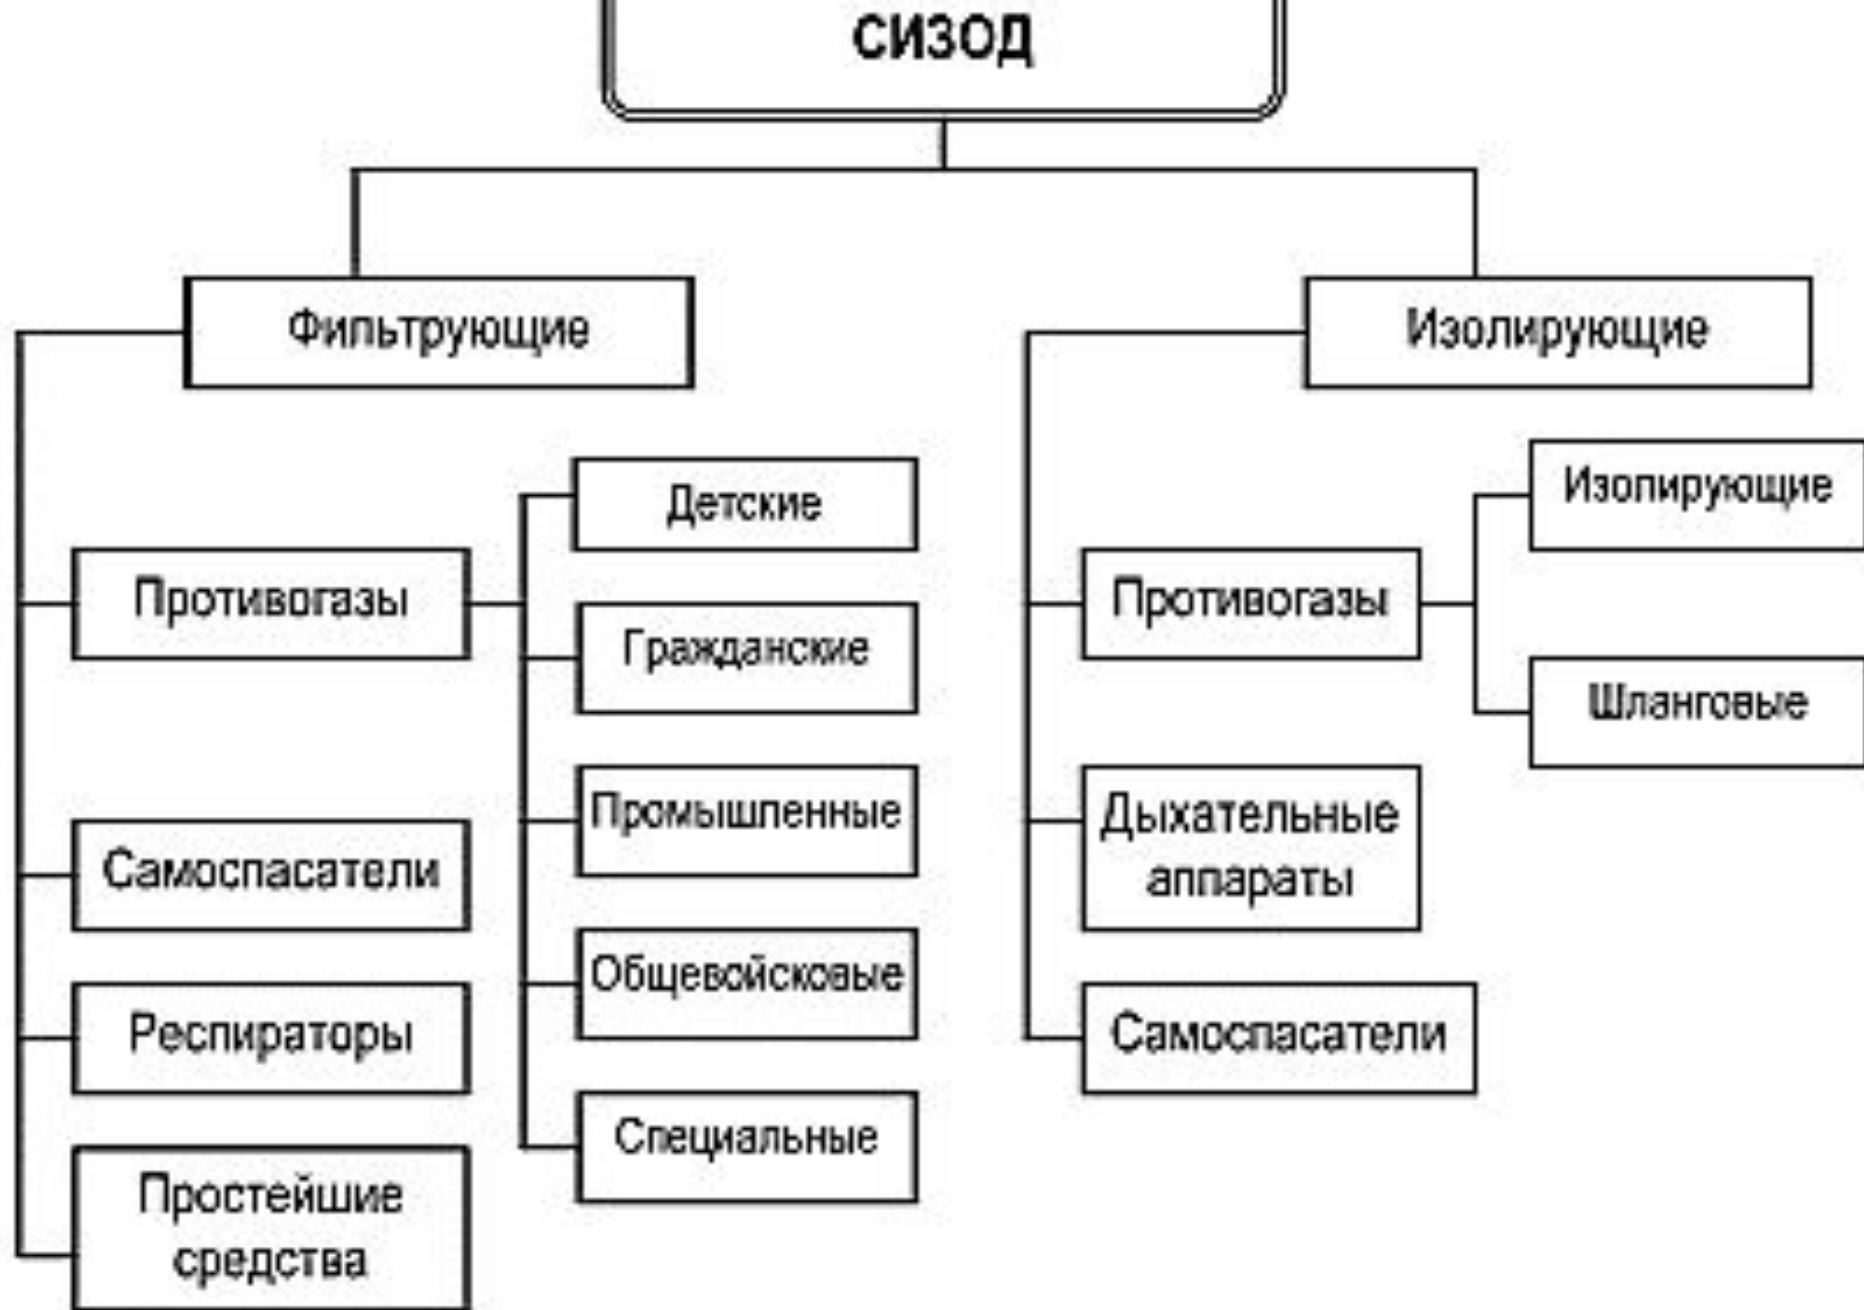 СИЗОД
Фильтрующие
Изолирующие
Противогазы
Детские
Гражданские
Промышленные
Общевойсковые
Специальные
Самоспасатели
Респираторы
Простейшие
средства
Противогазы
Изолирующие
Шланговые
Дыхательные
аппараты
Самоспасатели